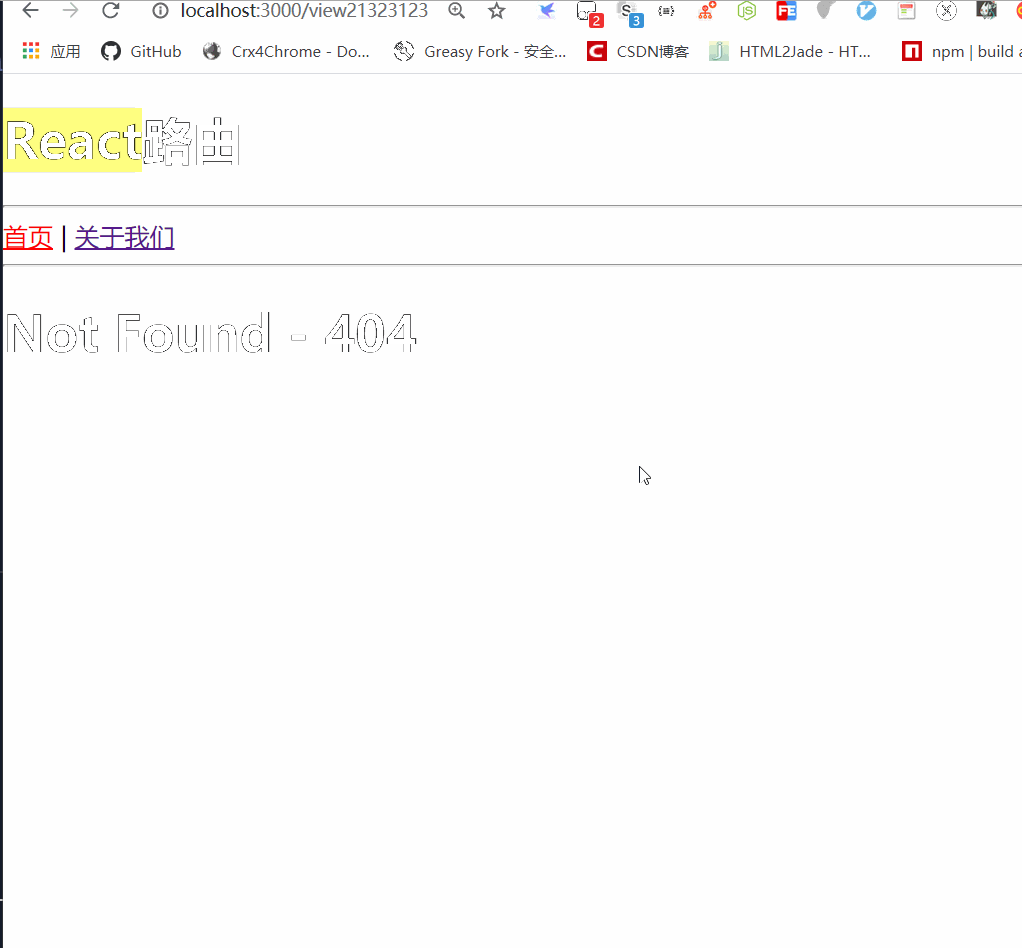 localhost:3000/view21323123
2
3
应用 GitHub Crx4Chrome - Do... Greasy Fork - 安全... CSDN博客 HTML2Jade - HT... npm | build a
React路由
首页 | 关于我们
Not Found - 404